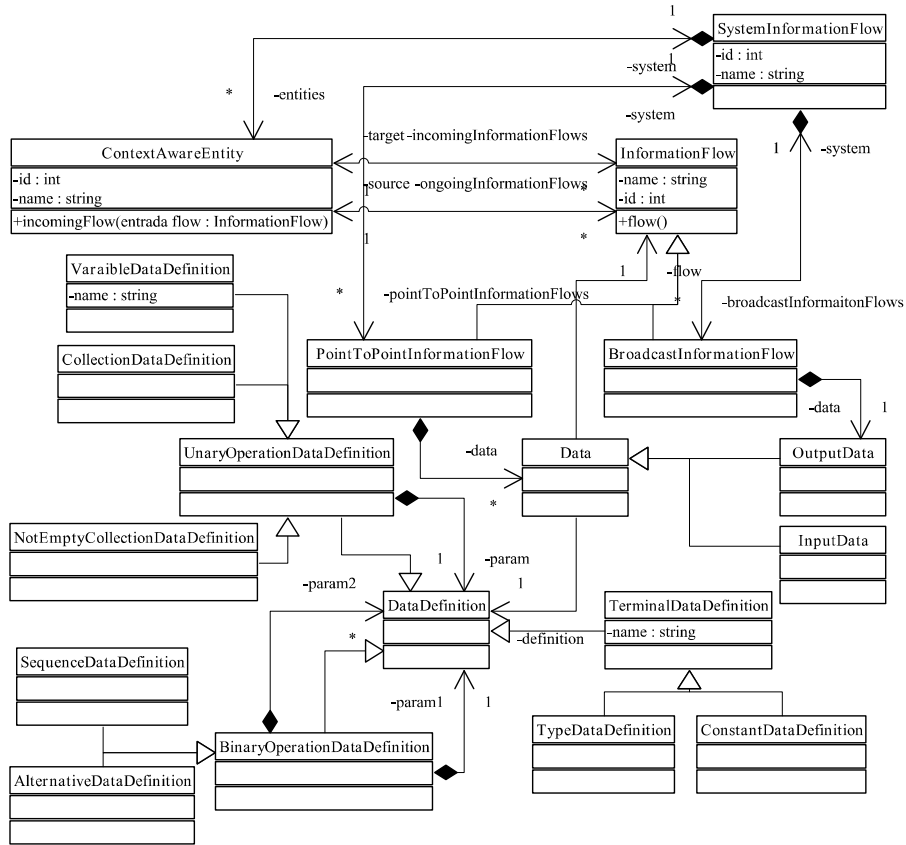 1
SystemInformationFlow
-id : int
-name : string
1
-system
*
-entities
-system
1
-system
ContextAwareEntity
-id : int
-name : string
+incomingFlow(entrada flow : InformationFlow)
-target
-incomingInformationFlows
-source
-ongoingInformationFlows
1
*
1
*
InformationFlow
-name : string
-id : int
+flow()
VaraibleDataDefinition
-name : string
1
-flow
*
-pointToPointInformationFlows
*
-broadcastInformaitonFlows
CollectionDataDefinition
PointToPointInformationFlow
BroadcastInformationFlow
-data
1
UnaryOperationDataDefinition
-data
*
Data
OutputData
NotEmptyCollectionDataDefinition
InputData
1
-param
-param2
1
DataDefinition
TerminalDataDefinition
-name : string
*
-definition
SequenceDataDefinition
-param1
1
BinaryOperationDataDefinition
TypeDataDefinition
ConstantDataDefinition
AlternativeDataDefinition